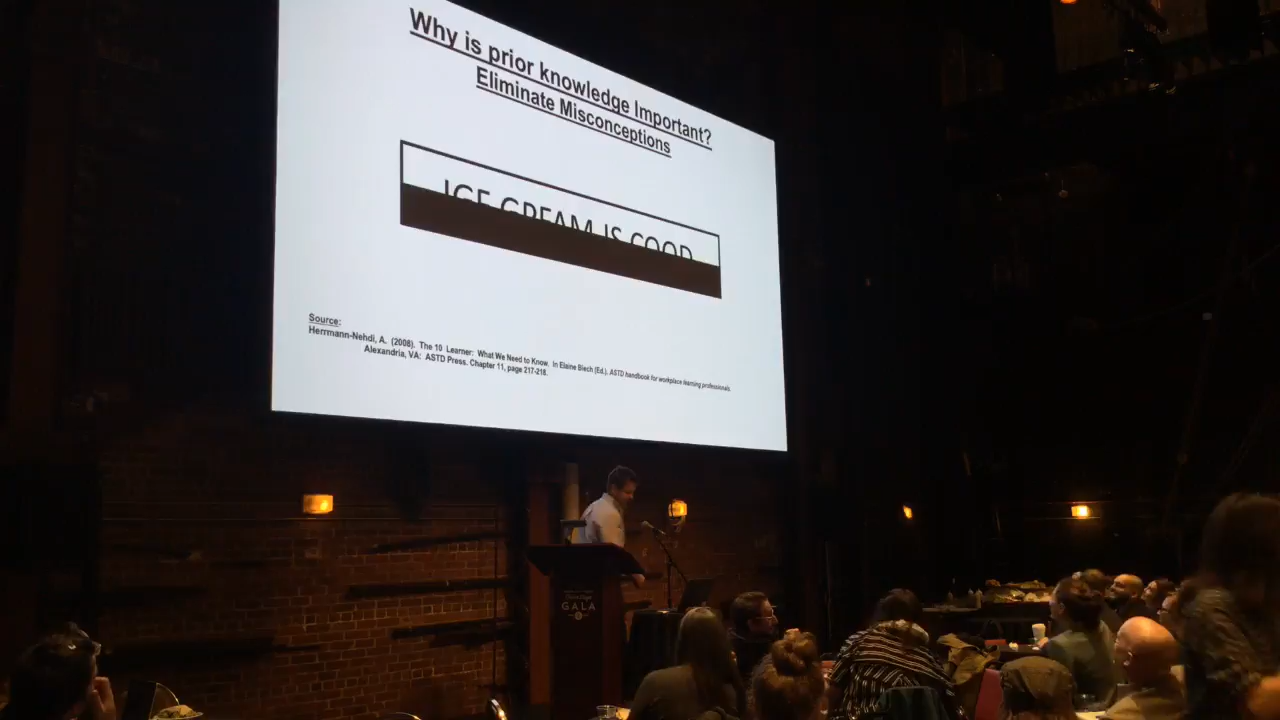 Why is prior knowledge Important?
Eliminate Misconceptions
Source:
Herrmann-Nehdi, A. (2008). The 10 Learner: What We Need to Know. In Elaine Biech (Ed.). ASTD handbook for workplace learning professionals.
Alexandria, VA: ASTD Press. Chapter 11, page 217-218.
GALA